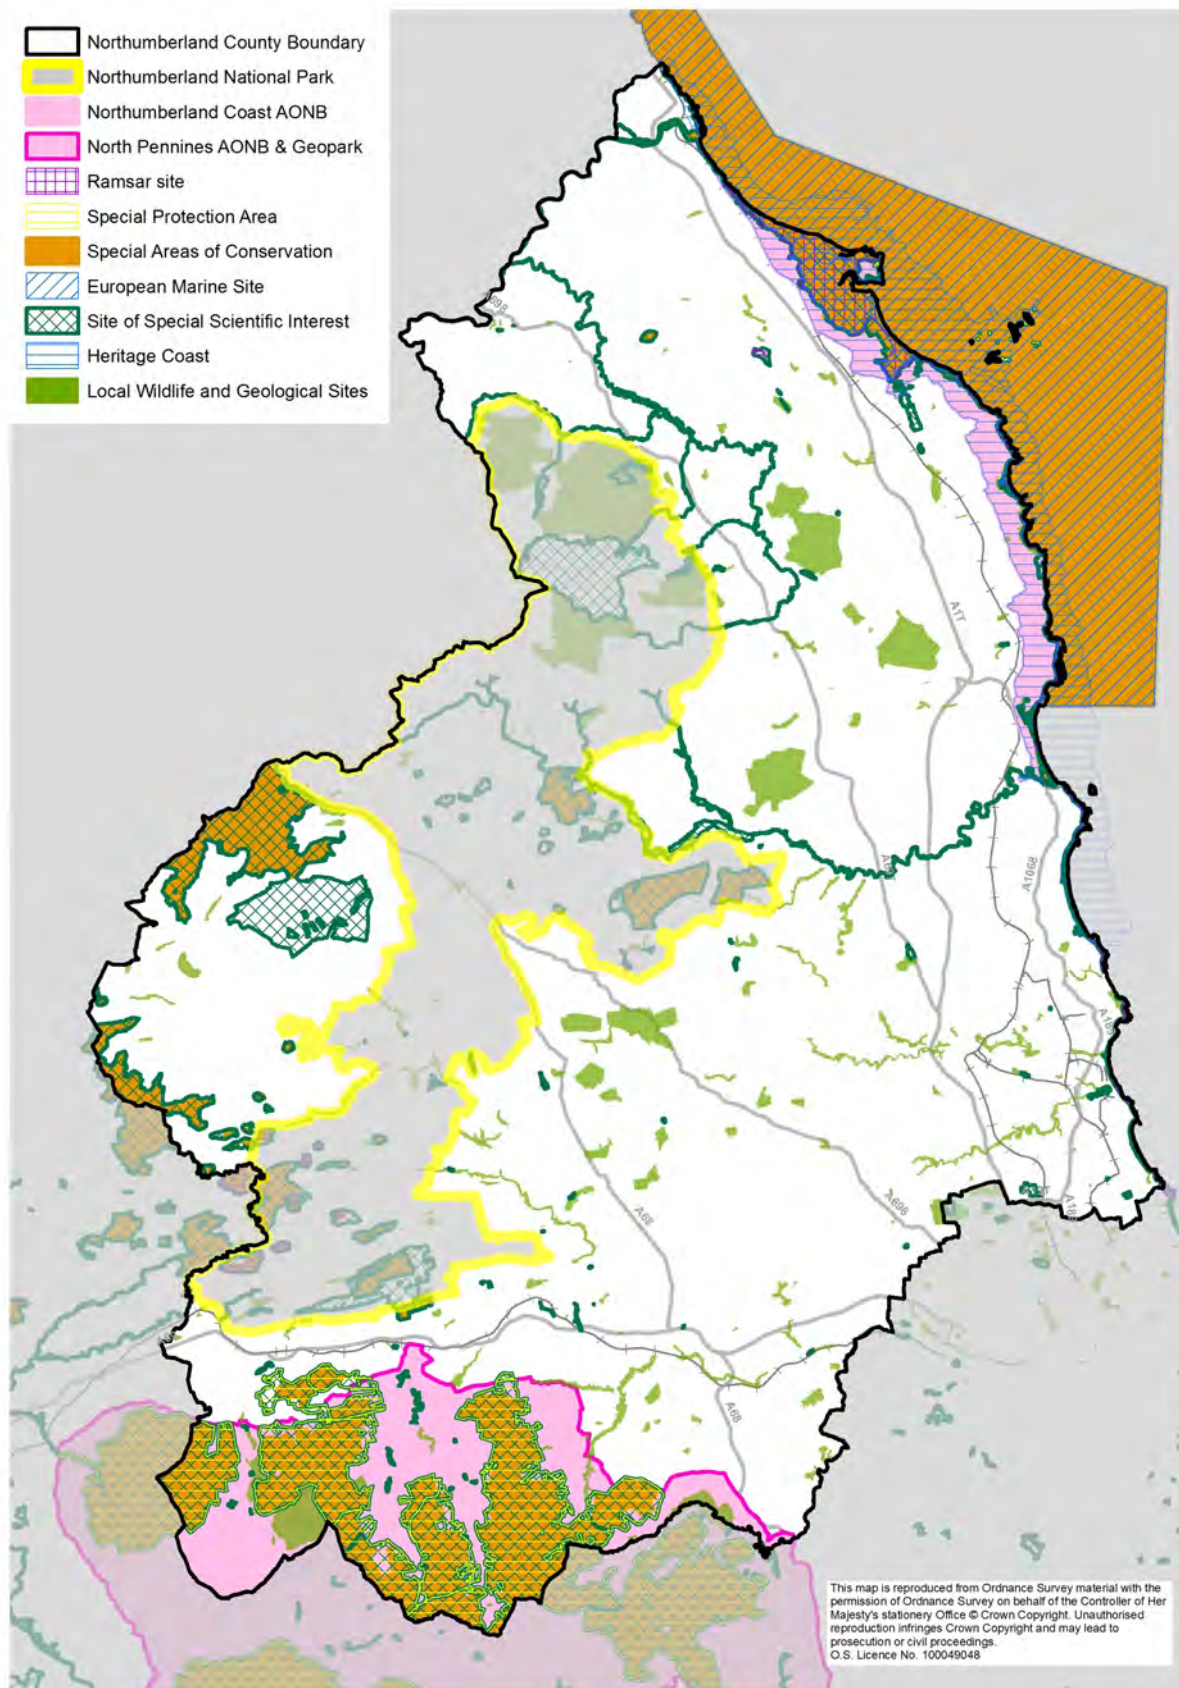 Northumberland County Boundary
Northumberland National Park
Northumberland Coast AONB
North Pennines AONB & Geopark
Ramsar site
Special Protection Area
Special Areas of Conservation
European Marine Site
Site of Special Scientific Interest
Heritage Coast
Local Wildlife and Geological Sites
A698
A1T
A1068
A189
A696
A68
A68
This map is reproduced from Ordnance Survey material with the
permission of Ordnance Survey on behalf of the Controller of Her
Majesty's stationery Office © Crown Copyright. Unauthorised
reproduction infringes Crown Copyright and may lead to
prosecution or civil proceedings.
O.S. Licence No. 100049048